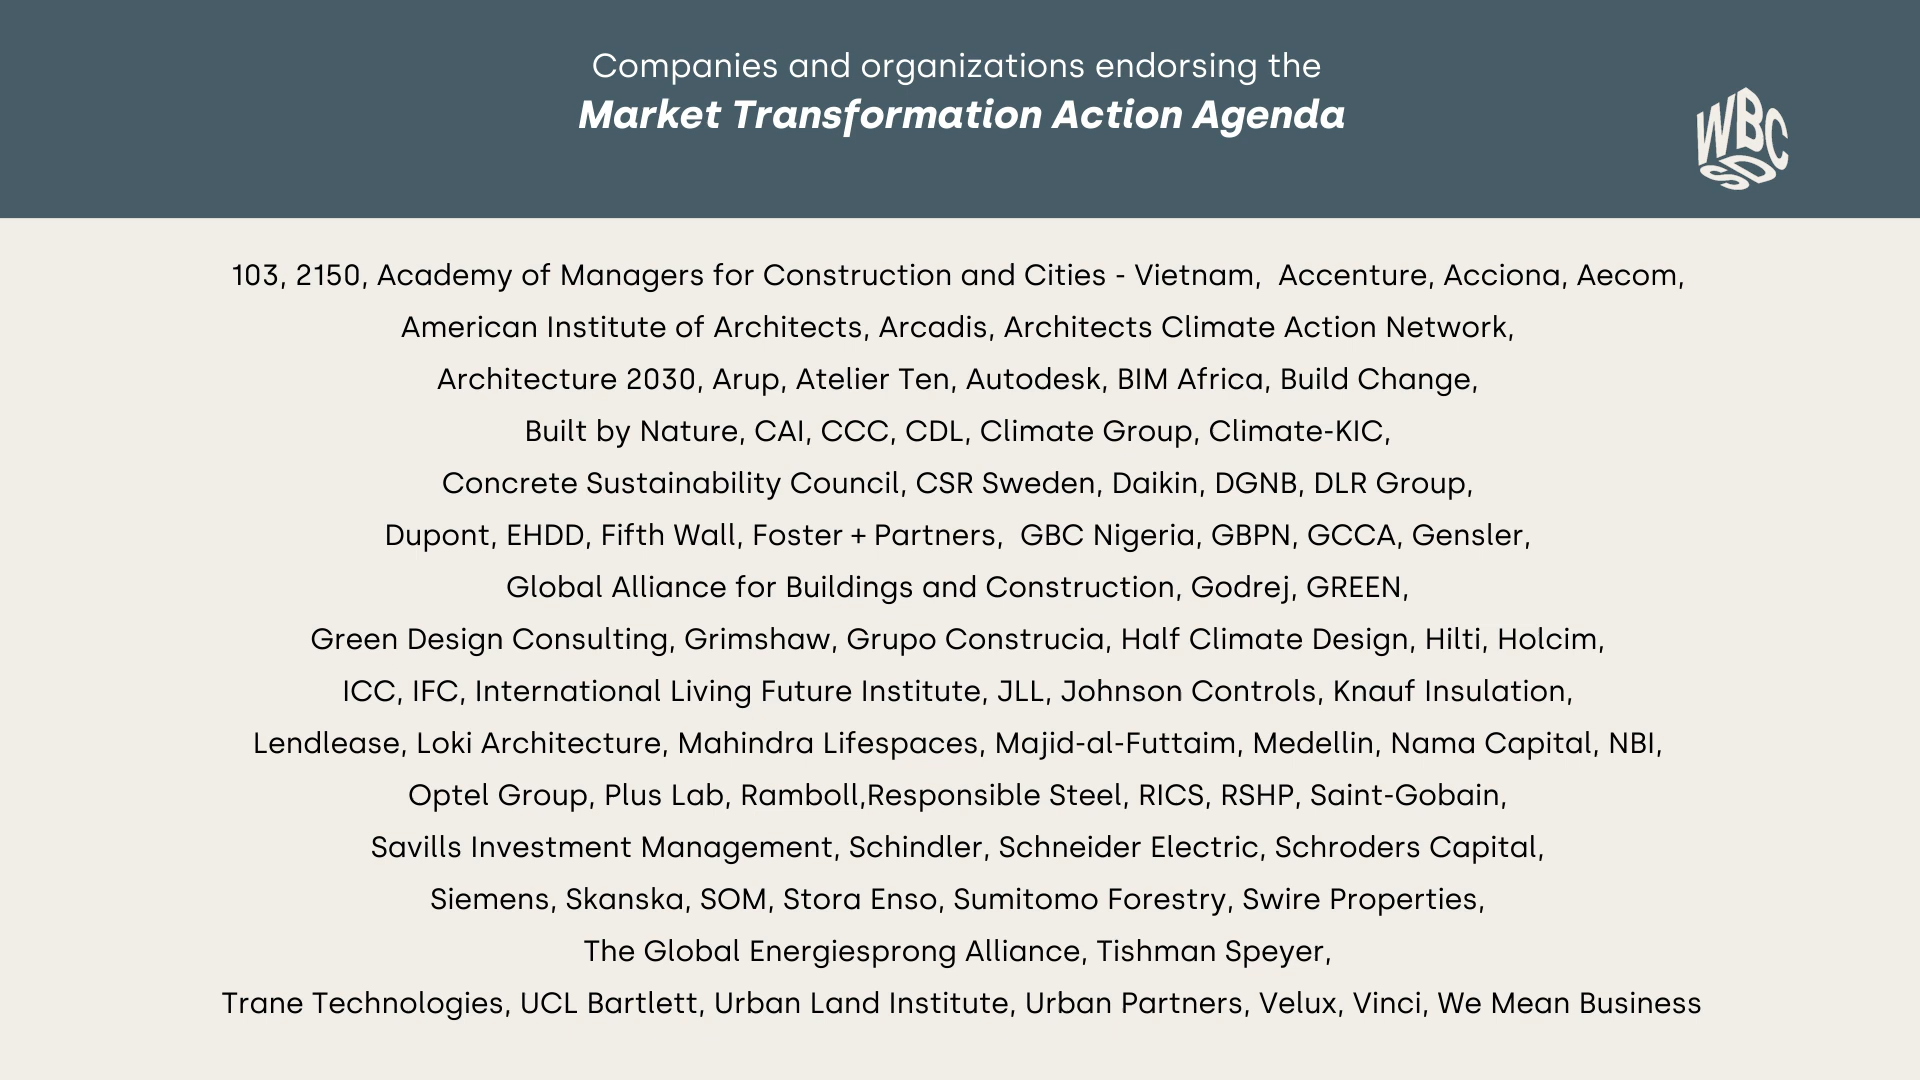 Companies and organizations endorsing the
Market Transformation Action Agenda
WBC
SD
103, 2150, Academy of Managers for Construction and Cities - Vietnam,  Accenture, Acciona, Aecom,
American Institute of Architects, Arcadis, Architects Climate Action Network,
Architecture 2030, Arup, Atelier Ten, Autodesk, BIM Africa, Build Change,
Built by Nature, CAI, CCC, CDL, Climate Group, Climate-KIC,
Concrete Sustainability Council, CSR Sweden, Daikin, DGNB, DLR Group,
Dupont, EHDD, Fifth Wall, Foster + Partners,  GBC Nigeria, GBPN, GCCA, Gensler,
Global Alliance for Buildings and Construction, Godrej, GREEN,
Green Design Consulting, Grimshaw, Grupo Construcia, Half Climate Design, Hilti, Holcim,
ICC, IFC, International Living Future Institute, JLL, Johnson Controls, Knauf Insulation,
Lendlease, Loki Architecture, Mahindra Lifespaces, Majid-al-Futtaim, Medellin, Nama Capital, NBI,
Optel Group, Plus Lab, Ramboll,Responsible Steel, RICS, RSHP, Saint-Gobain,
Savills Investment Management, Schindler, Schneider Electric, Schroders Capital,
Siemens, Skanska, SOM, Stora Enso, Sumitomo Forestry, Swire Properties,
The Global Energiesprong Alliance, Tishman Speyer,
Trane Technologies, UCL Bartlett, Urban Land Institute, Urban Partners, Velux, Vinci, We Mean Business